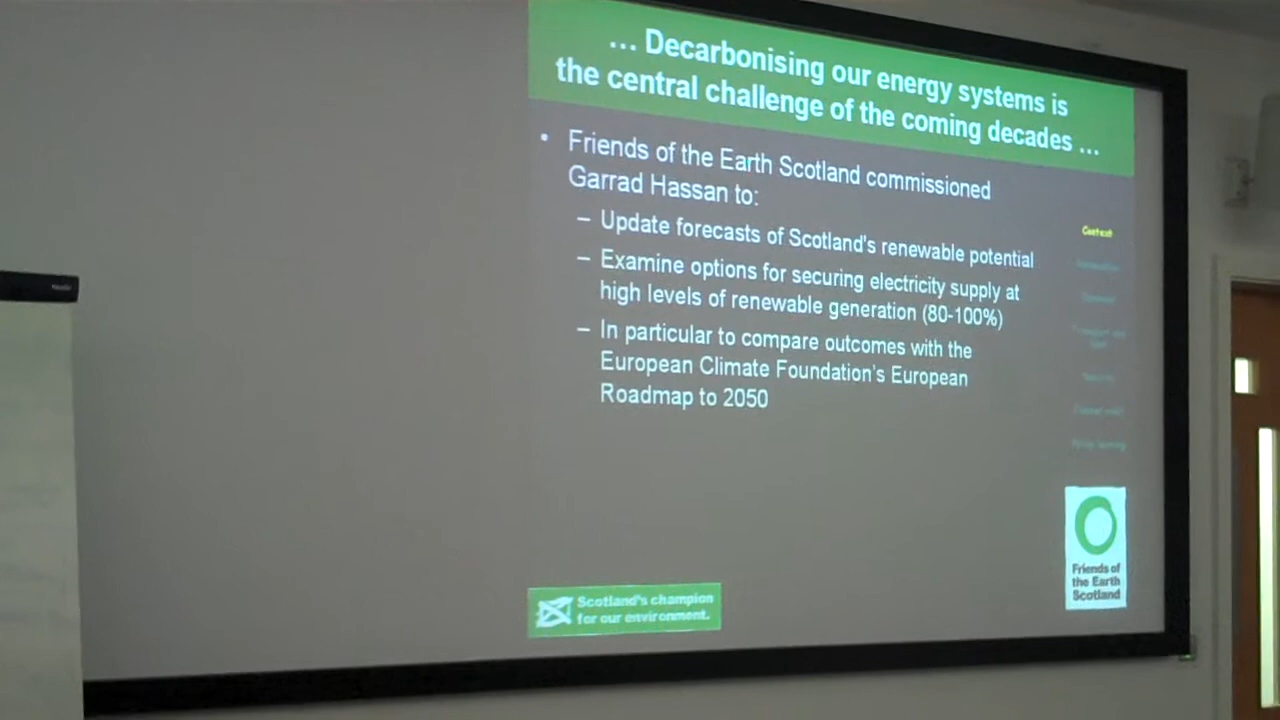 ... Decarbonising our energy systems is
the central challenge of the coming decades ...
• Friends of the Earth Scotland commissioned
Garrad Hassan to:
– Update forecasts of Scotland's renewable potential
– Examine options for securing electricity supply at
high levels of renewable generation (80-100%)
– In particular to compare outcomes with the
European Climate Foundation's European
Roadmap to 2050
Context
Friends of
the Earth
Scotland
Scotland's champion
for our environment.